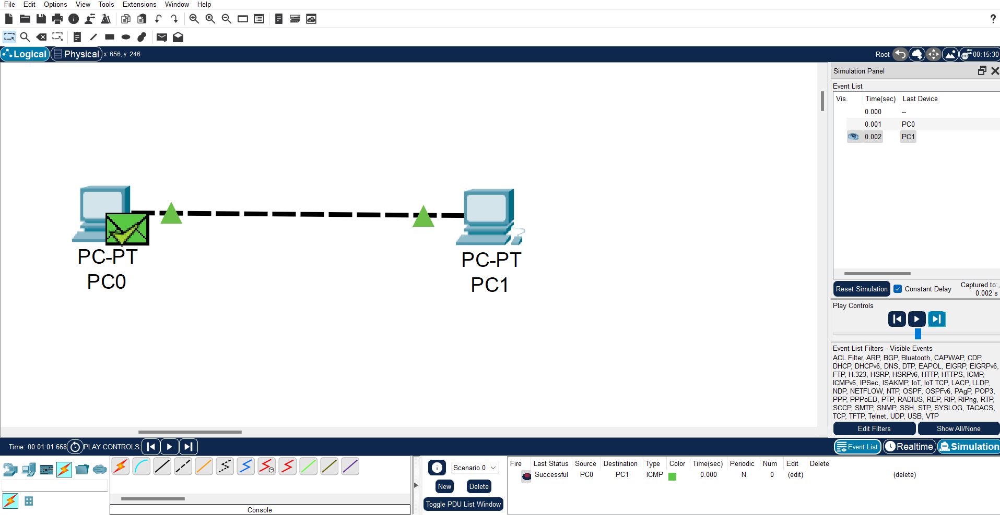 File Edit Options View Tools Extensions Window Help
?
Logical Physical x: 656, y: 246 Root 00:15:30
Simulation Panel
Event List
Vis. Time(sec) Last Device
0.000 --
0.001 PC0
0.002 PC1
PC-PT
PC0
PC-PT
PC1
Reset Simulation Constant Delay Captured to:
0.002 s
Play Controls
Event List Filters - Visible Events
ACL Filter, ARP, BGP, Bluetooth, CAPWAP, CDP,
DHCP, DHCPv6, DNS, DTP, EAPOL, EIGRP, EIGRPv6,
FTP, H.323, HSRP, HSRPv6, HTTP, HTTPS, ICMP,
ICMPv6, IPSec, ISAKMP, IoT, IoT TCP, LACP, LLDP,
NDP, NETFLOW, NTP, OSPF, OSPFv6, PAgP, POP3,
PPP, PPPoED, PTP, RADIUS, REP, RIP, RIPng, RTP,
SCCP, SMTP, SNMP, SSH, STP, SYSLOG, TACACS,
TCP, TFTP, Telnet, UDP, USB, VTP
Edit Filters Show All/None
Time: 00:01:01.668 PLAY CONTROLS: Event List Realtime Simulation
Scenario 0
New Delete
Toggle PDU List Window
Fire Last Status Source Destination Type Color Time(sec) Periodic Num Edit Delete
Successful PC0 PC1 ICMP 0.000 N 0 (edit) (delete)
Console